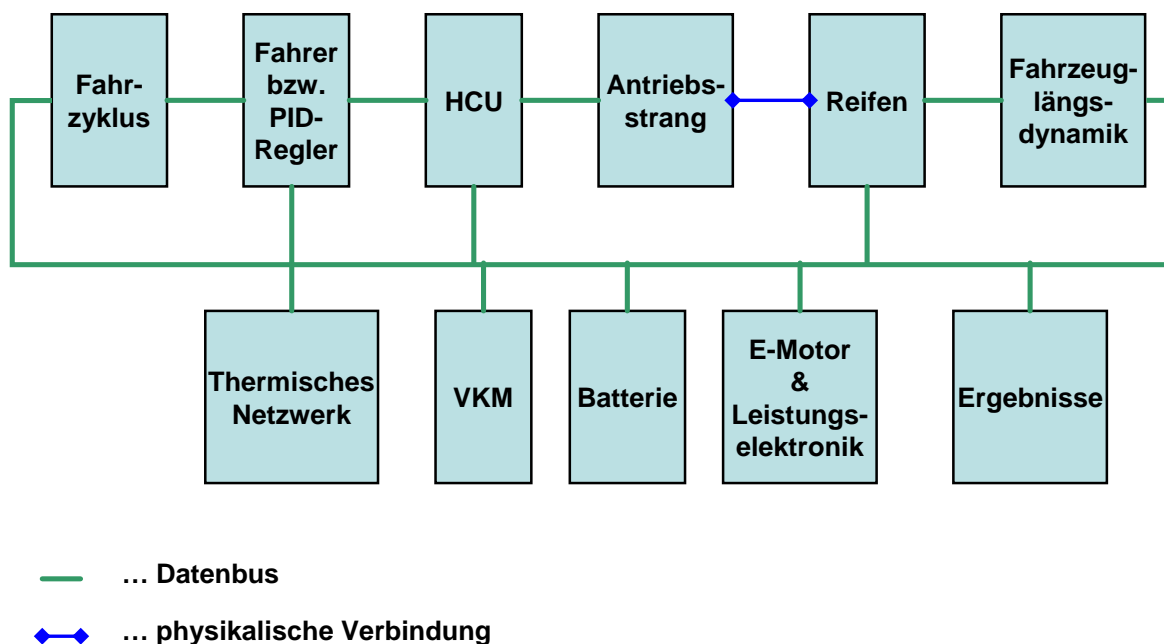 Fahr-
zyklus
Fahrer
bzw.
PID-
Regler
HCU
Antriebs-
strang
Reifen
Fahrzeug-
längs-
dynamik
Thermisches
Netzwerk
VKM
Batterie
E-Motor
&
Leistungs-
elektronik
Ergebnisse
… Datenbus
… physikalische Verbindung